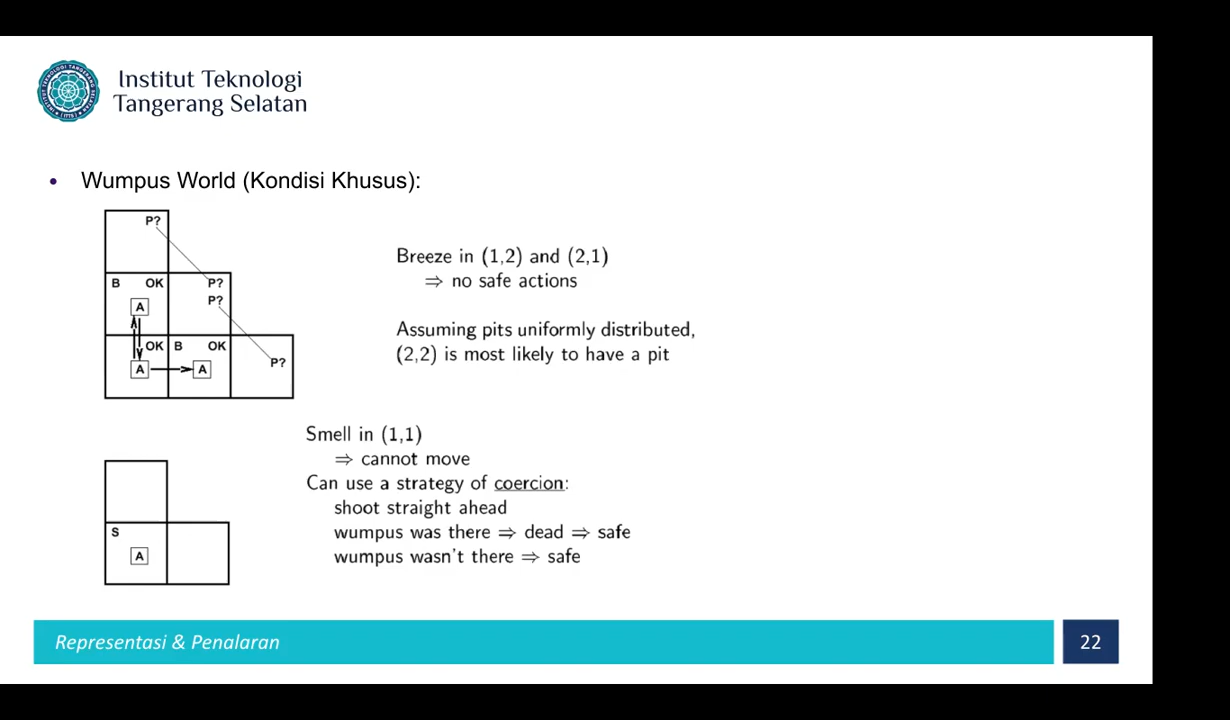 Institut Teknologi
Tangerang Selatan
• Wumpus World (Kondisi Khusus):
P?
B OK P?
A P?
OK B OK
A A P?
Breeze in (1,2) and (2,1)
⇒ no safe actions
Assuming pits uniformly distributed,
(2,2) is most likely to have a pit
S
A
Smell in (1,1)
⇒ cannot move
Can use a strategy of coercion:
shoot straight ahead
wumpus was there ⇒ dead ⇒ safe
wumpus wasn't there ⇒ safe
Representasi & Penalaran
22